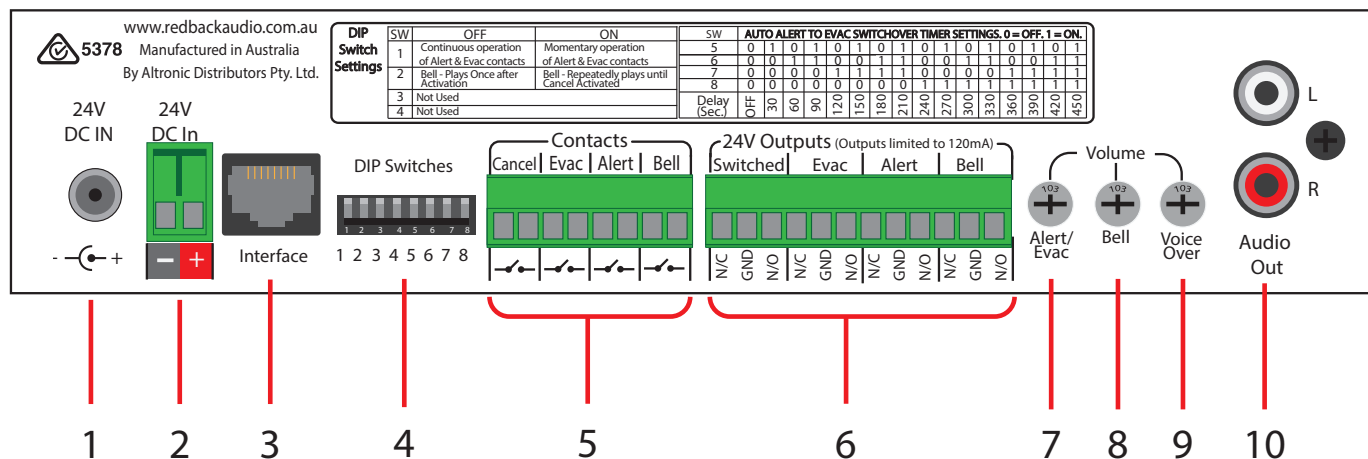 www.redbackaudio.com.au
5378
Manufactured in Australia
By Altronic Distributors Pty. Ltd.
DIP Switch Settings
SW OFF ON
1 Continuous operation of Alert & Evac contacts Momentary operation of Alert & Evac contacts
2 Bell - Plays Once after Activation Bell - Repeatedly plays until Cancel Activated
3 Not Used
4 Not Used
SW AUTO ALERT TO EVAC SWITCHOVER TIMER SETTINGS. 0 = OFF. 1 = ON.
5 0 1 0 1 0 1 0 1 0 1 0 1 0 1 0 1
6 0 0 1 1 0 0 1 1 0 0 1 1 0 0 1 1
7 0 0 0 0 1 1 1 1 0 0 0 0 1 1 1 1
8 0 0 0 0 0 0 0 0 1 1 1 1 1 1 1 1
Delay (Sec.) OFF 30 60 90 120 150 180 210 240 270 300 330 360 390 420 450
24V
DC IN
- +
24V
DC In
− +
Interface
DIP Switches
1 2 3 4 5 6 7 8
1 2 3 4 5 6 7 8
Contacts
Cancel Evac Alert Bell
24V Outputs (Outputs limited to 120mA)
Switched Evac Alert Bell
N/C GND N/O N/C GND N/O N/C GND N/O N/C GND N/O
Volume
103 103 103
Alert/
Evac
Bell
Voice
Over
L
R
Audio
Out
1 2 3 4 5 6 7 8 9 10